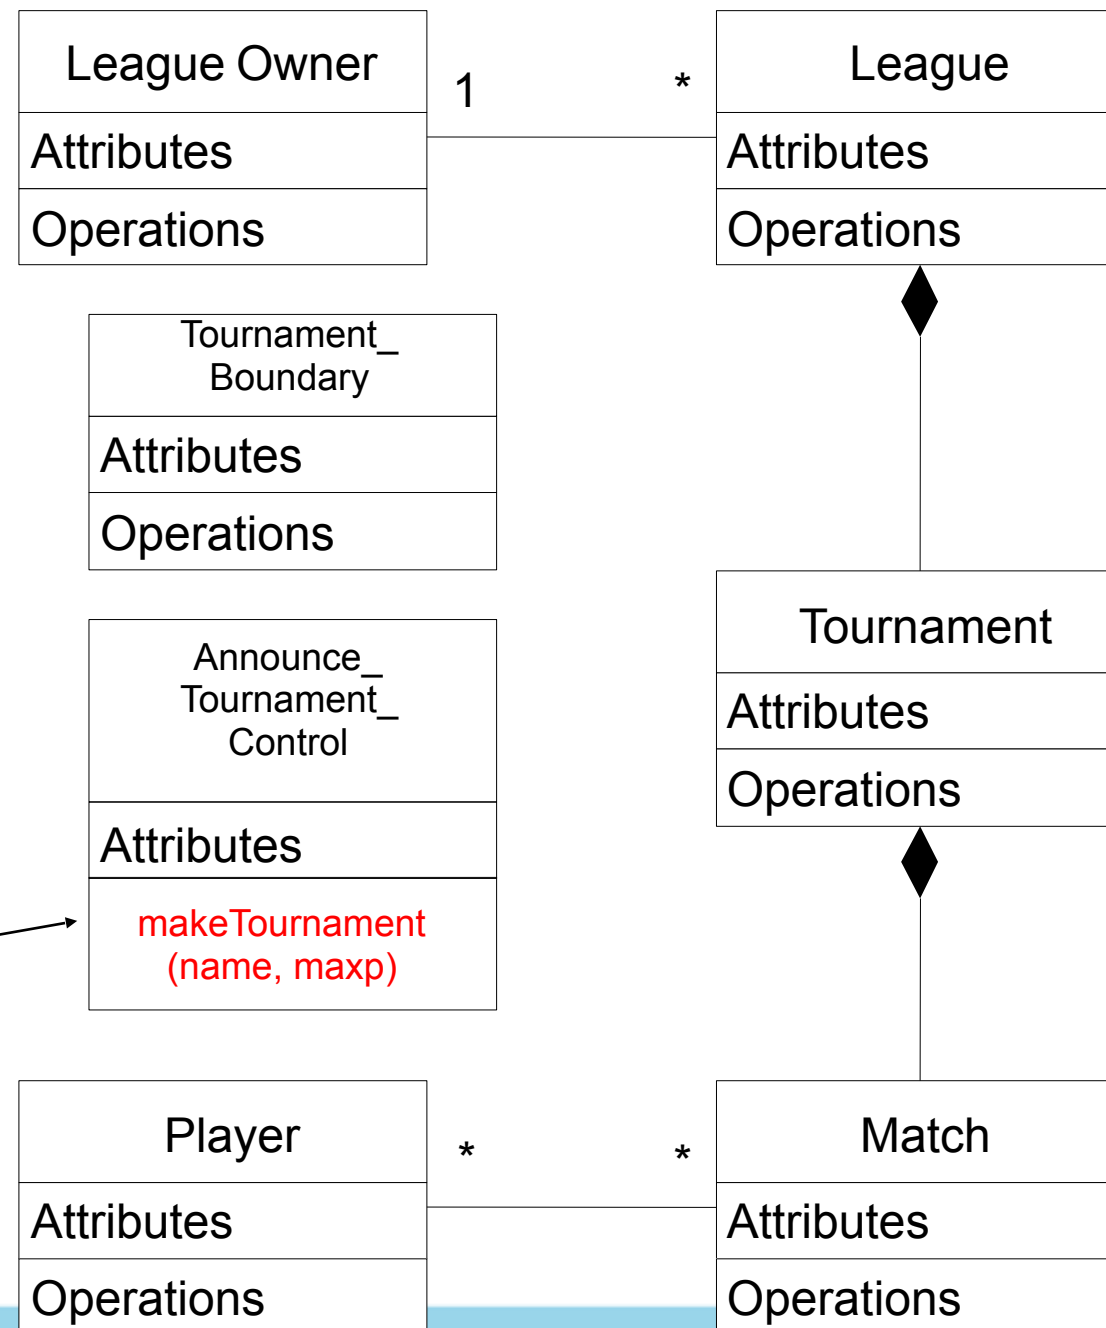 League Owner
1
*
League
Attributes
Attributes
Operations
Operations
Tournament_
Boundary
Attributes
Operations
Announce_
Tournament_
Control
Attributes
makeTournament
(name, maxp)
Tournament
Attributes
Operations
Player
*
*
Match
Attributes
Attributes
Operations
Operations